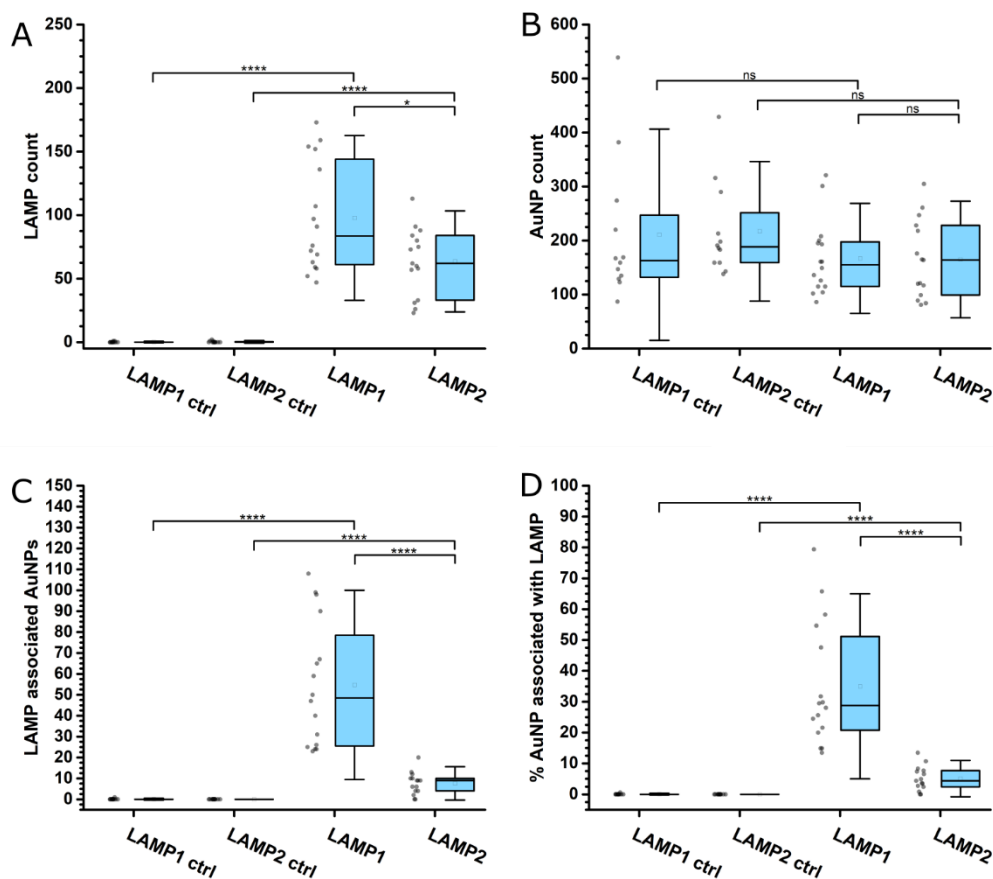 A
LAMP count
250
200
150
100
50
0
****
****
*
LAMP1 ctrl
LAMP2 ctrl
LAMP1
LAMP2
B
AuNP count
600
500
400
300
200
100
0
ns
ns
ns
LAMP1 ctrl
LAMP2 ctrl
LAMP1
LAMP2
C
LAMP associated AuNPs
150
140
130
120
110
100
90
80
70
60
50
40
30
20
10
0
****
****
****
LAMP1 ctrl
LAMP2 ctrl
LAMP1
LAMP2
D
% AuNP associated with LAMP
100
90
80
70
60
50
40
30
20
10
0
****
****
****
LAMP1 ctrl
LAMP2 ctrl
LAMP1
LAMP2